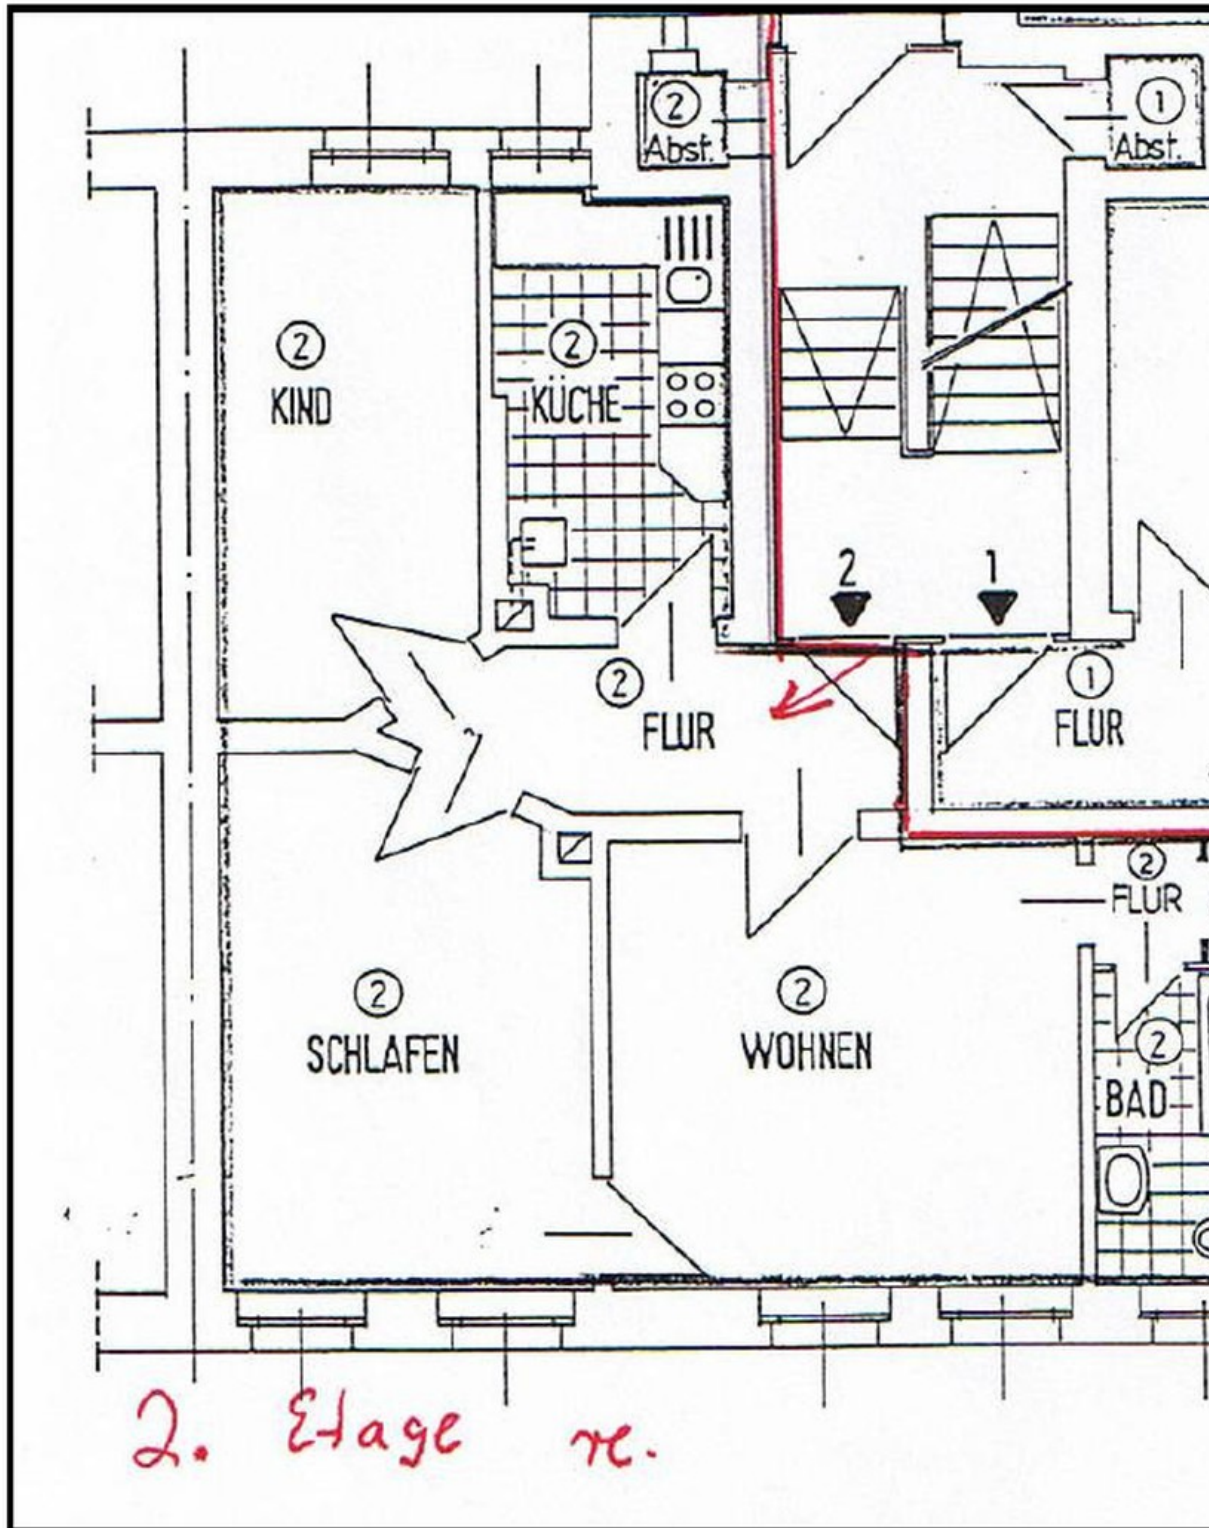 2
Abst.
1
Abst.
2
KIND
2
KÜCHE
2
1
2
FLUR
1
FLUR
2
FLUR
2
SCHLAFEN
2
WOHNEN
2
BAD
2. Etage re.